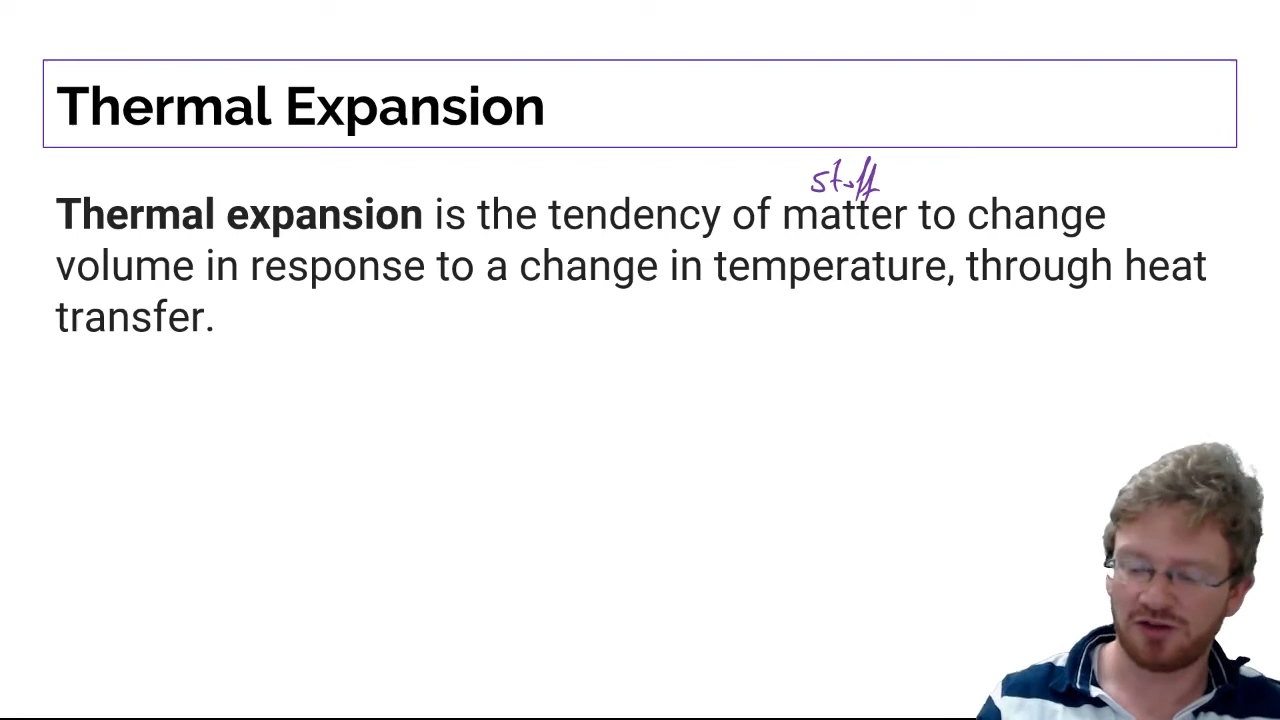 Thermal Expansion
stuff
Thermal expansion is the tendency of matter to change
volume in response to a change in temperature, through heat
transfer.